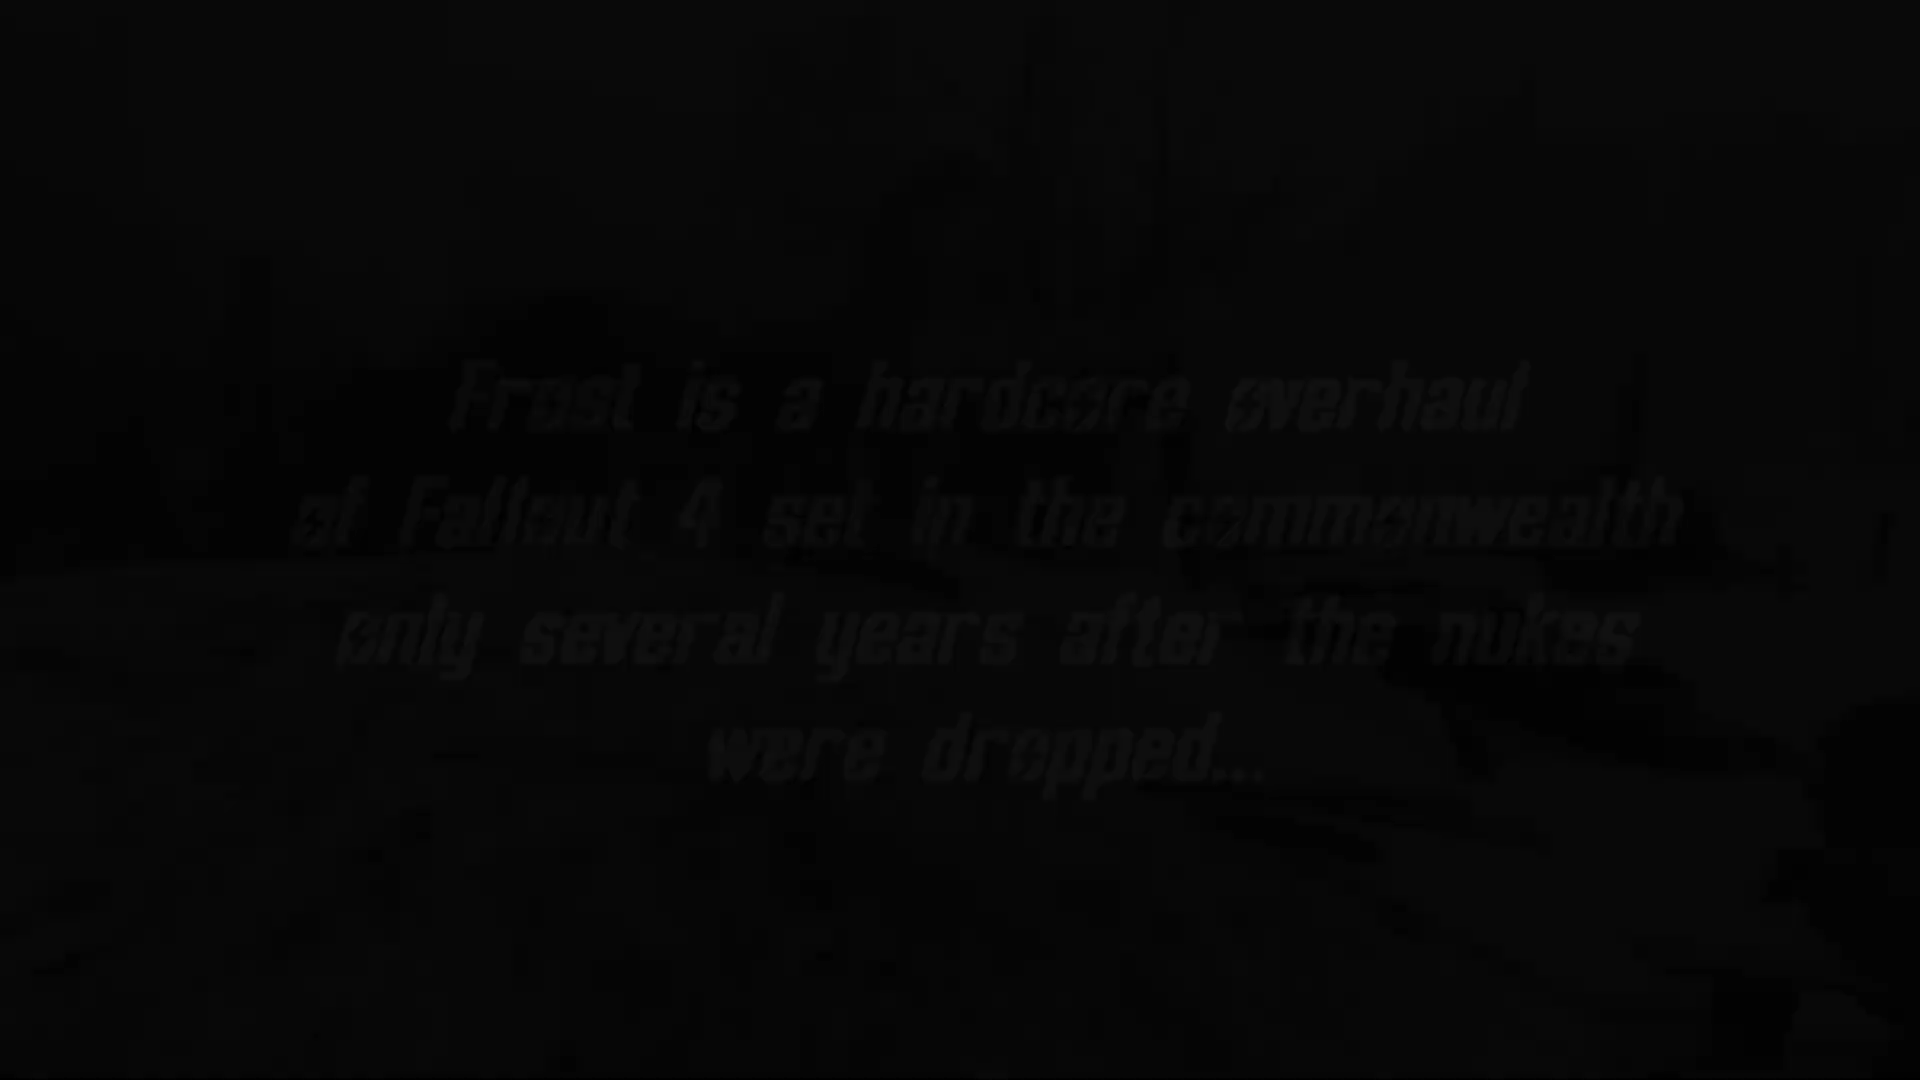 Frost is a hardcore overhaul
of Fallout 4 set in the commonwealth
only several years after the nukes
were dropped...